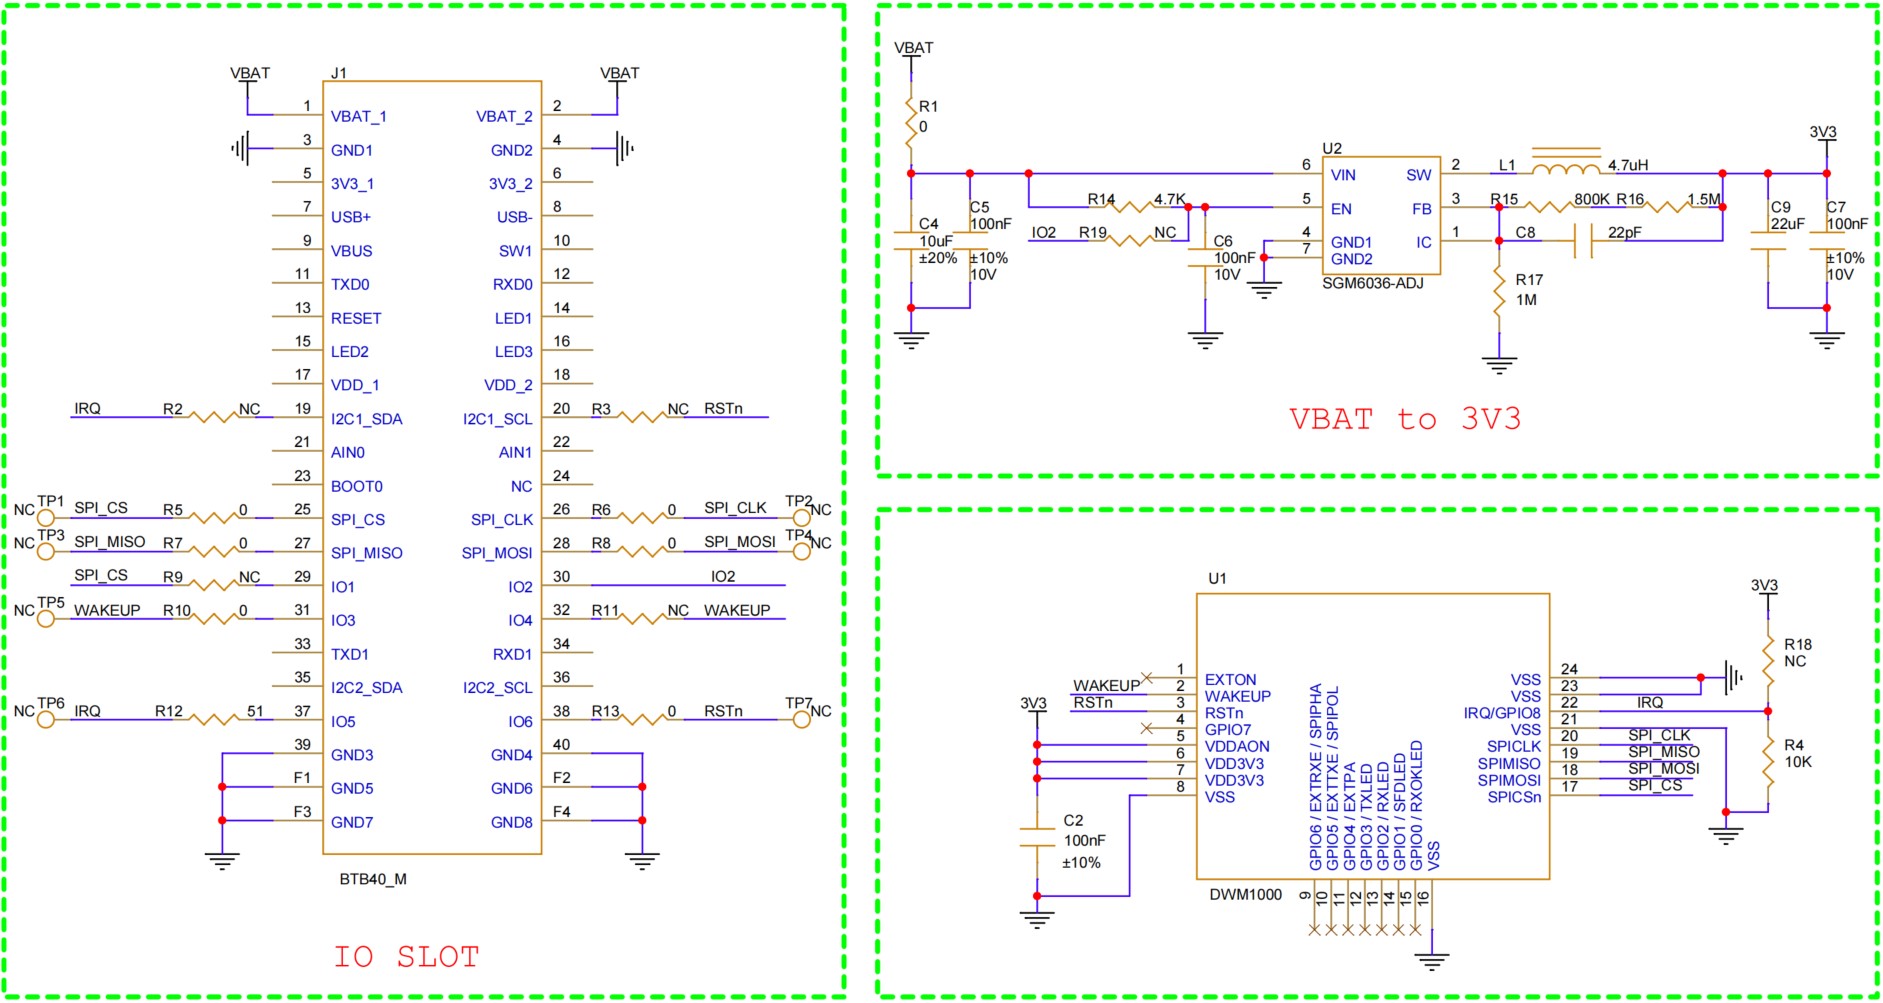 VBAT
J1
VBAT
1 VBAT_1 VBAT_2 2
3 GND1 GND2 4
5 3V3_1 3V3_2 6
7 USB+ USB- 8
9 VBUS SW1 10
11 TXD0 RXD0 12
13 RESET LED1 14
15 LED2 LED3 16
17 VDD_1 VDD_2 18
IRQ R2 NC 19 I2C1_SDA I2C1_SCL 20 R3 NC RSTn
21 AIN0 AIN1 22
23 BOOT0 NC 24
NC TP1 SPI_CS R5 0 25 SPI_CS SPI_CLK 26 R6 0 SPI_CLK TP2 NC
NC TP3 SPI_MISO R7 0 27 SPI_MISO SPI_MOSI 28 R8 0 SPI_MOSI TP4 NC
SPI_CS R9 NC 29 IO1 IO2 30 IO2
NC TP5 WAKEUP R10 0 31 IO3 IO4 32 R11 NC WAKEUP
33 TXD1 RXD1 34
35 I2C2_SDA I2C2_SCL 36
NC TP6 IRQ R12 51 37 IO5 IO6 38 R13 0 RSTn TP7 NC
39 GND3 GND4 40
F1 GND5 GND6 F2
F3 GND7 GND8 F4
BTB40_M
IO SLOT
VBAT
R1
0
3V3
U2
6 VIN SW 2 L1 4.7uH
R14 4.7K 5 EN FB 3 R15 800K R16 1.5M
IO2 R19 NC 4 GND1 IC 1 C8 22pF
7 GND2
SGM6036-ADJ
C4
10uF
±20%
C5
100nF
±10%
10V
C6
100nF
10V
R17
1M
C9
22uF
C7
100nF
±10%
10V
VBAT to 3V3
U1
3V3
R18
NC
1 EXTON VSS 24
WAKEUP 2 WAKEUP VSS 23
RSTn 3 RSTn IRQ/GPIO8 22 IRQ
4 GPIO7 VSS 21
3V3
5 VDDAON SPICLK 20 SPI_CLK
6 VDD3V3 SPIMISO 19 SPI_MISO
7 VDD3V3 SPIMOSI 18 SPI_MOSI
8 VSS SPICSn 17 SPI_CS
R4
10K
C2
100nF
±10%
GPIO6 / EXTRXE / SPIPHA
GPIO5 / EXTTXE / SPIPOL
GPIO4 / EXTPA
GPIO3 / TXLED
GPIO2 / RXLED
GPIO1 / SFDLED
GPIO0 / RXOKLED
VSS
DWM1000
9 10 11 12 13 14 15 16